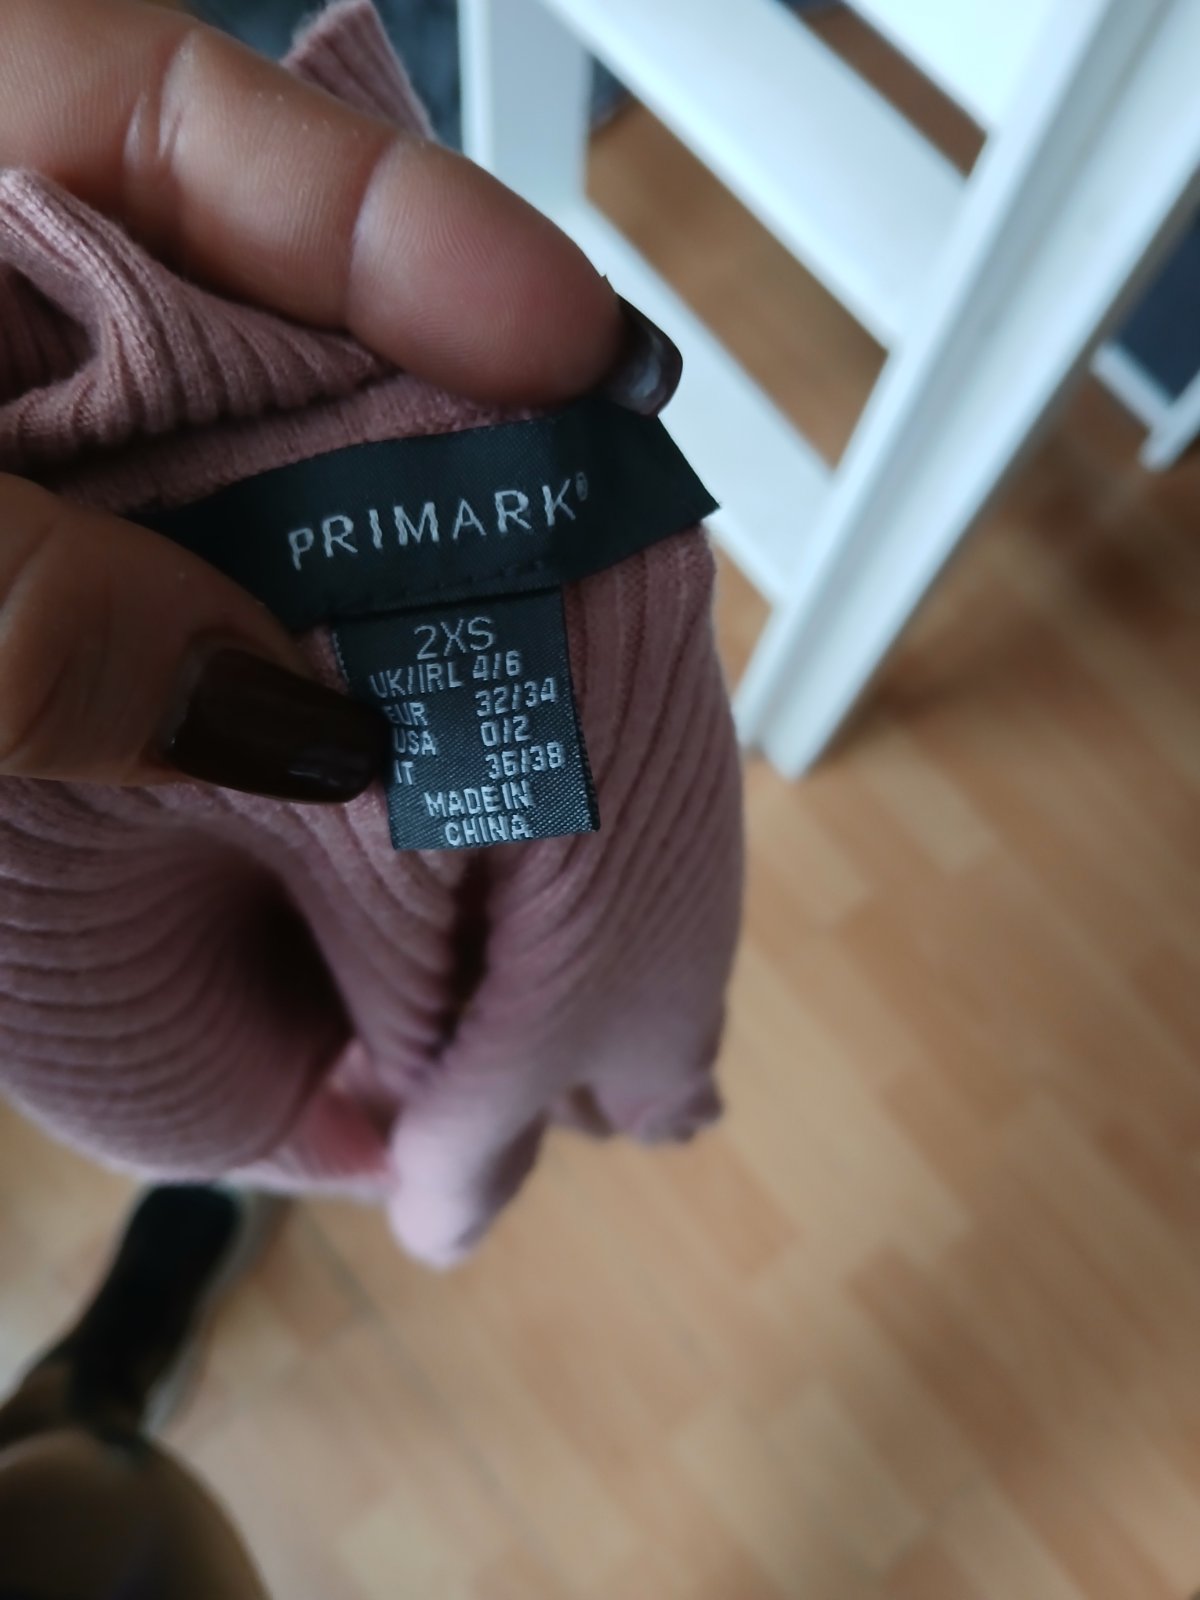 PRIMARK®
2XS
UK/IRL 4/6
EUR 32/34
USA 0/2
IT 36/38
MADE IN
CHINA